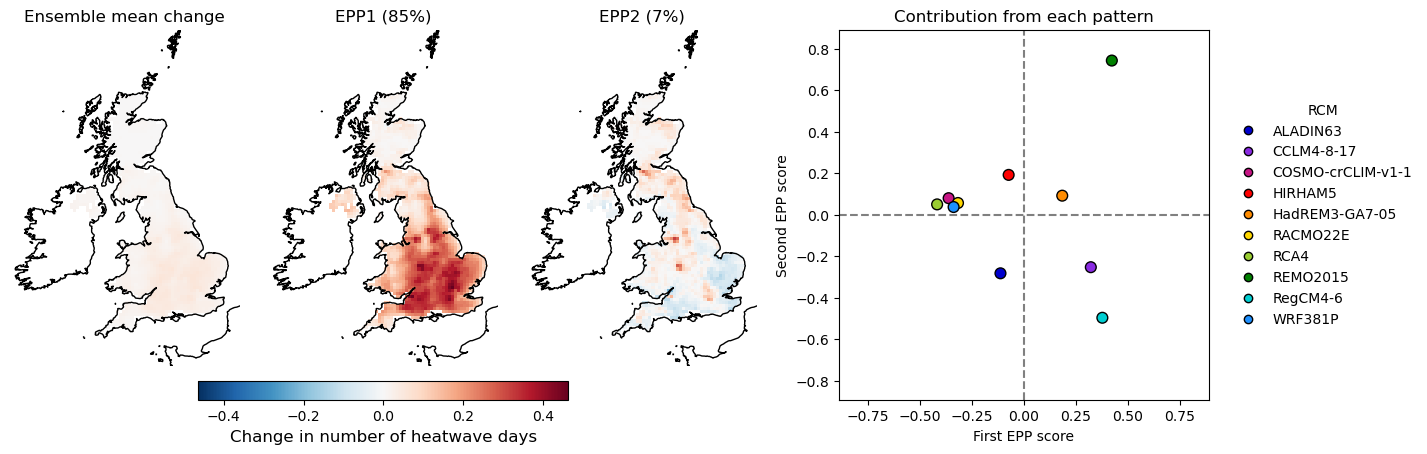 Ensemble mean change
EPP1 (85%)
EPP2 (7%)
−0.4 −0.2 0.0 0.2 0.4
Change in number of heatwave days
Contribution from each pattern
Second EPP score
0.8
0.6
0.4
0.2
0.0
−0.2
−0.4
−0.6
−0.8
−0.75 −0.50 −0.25 0.00 0.25 0.50 0.75
First EPP score
RCM
ALADIN63
CCLM4-8-17
COSMO-crCLIM-v1-1
HIRHAM5
HadREM3-GA7-05
RACMO22E
RCA4
REMO2015
RegCM4-6
WRF381P